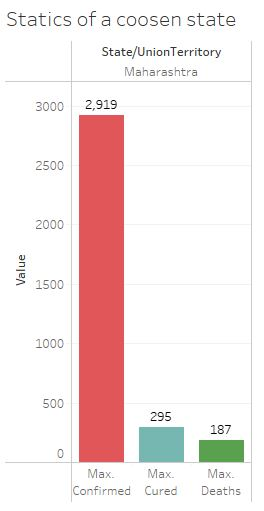 Statics of a coosen state
State/UnionTerritory
Maharashtra
3000
2500
2000
1500
1000
500
0
Value
2,919
295
187
Max.
Confirmed
Max.
Cured
Max.
Deaths